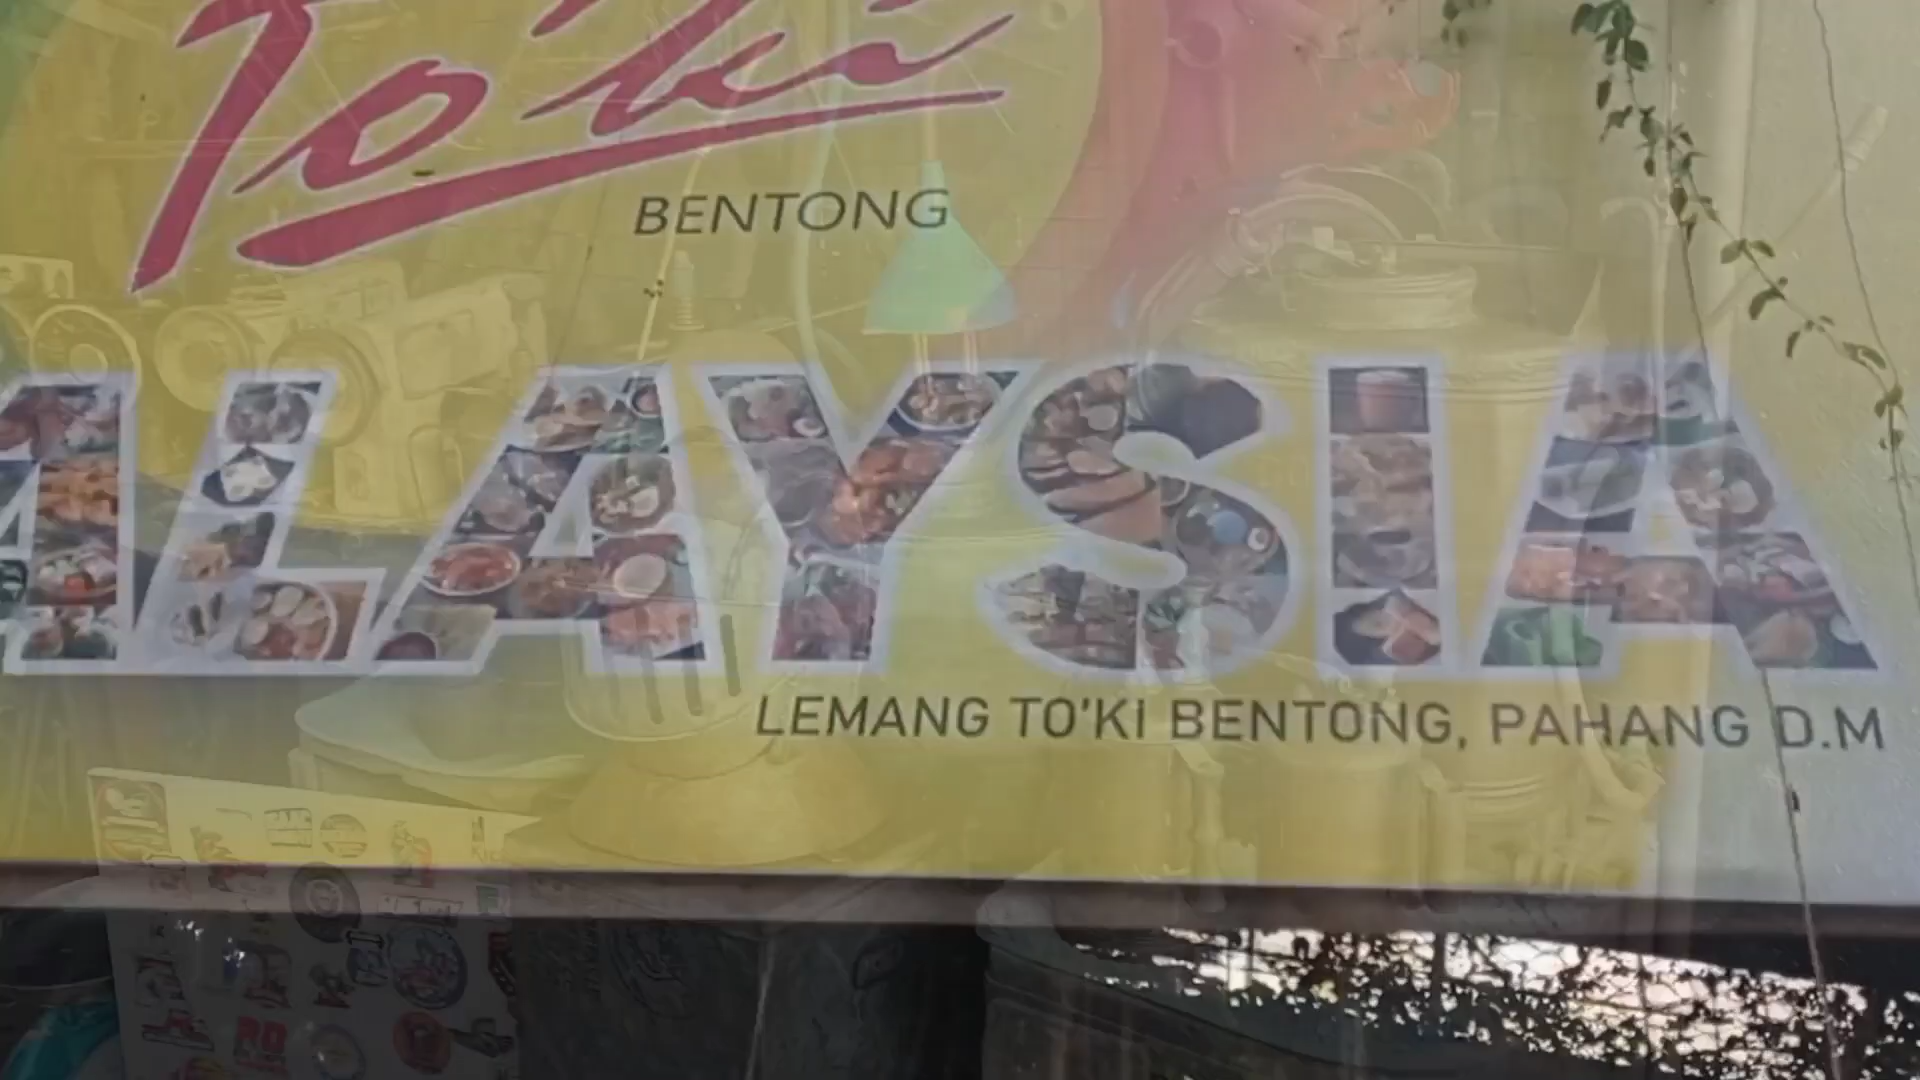 To'ki
BENTONG
ALAYSIA
LEMANG TO'KI BENTONG, PAHANG D.M